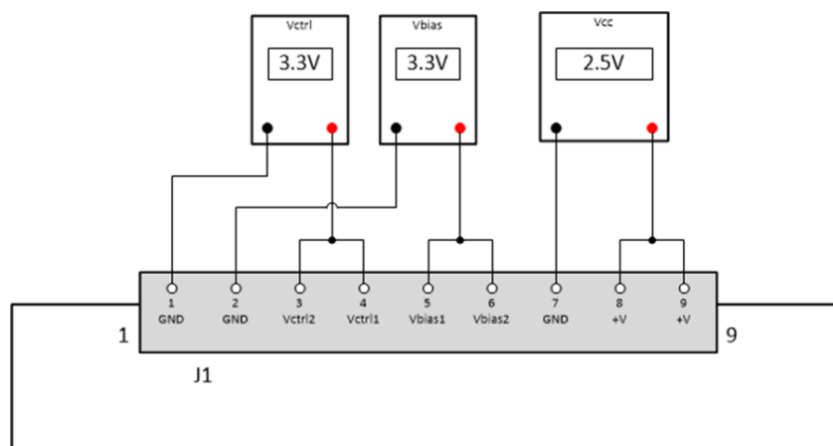 Vctrl
3.3V
Vbias
3.3V
Vcc
2.5V
1
GND
2
GND
3
Vctrl2
4
Vctrl1
5
Vbias1
6
Vbias2
7
GND
8
+V
9
+V
1
9
J1